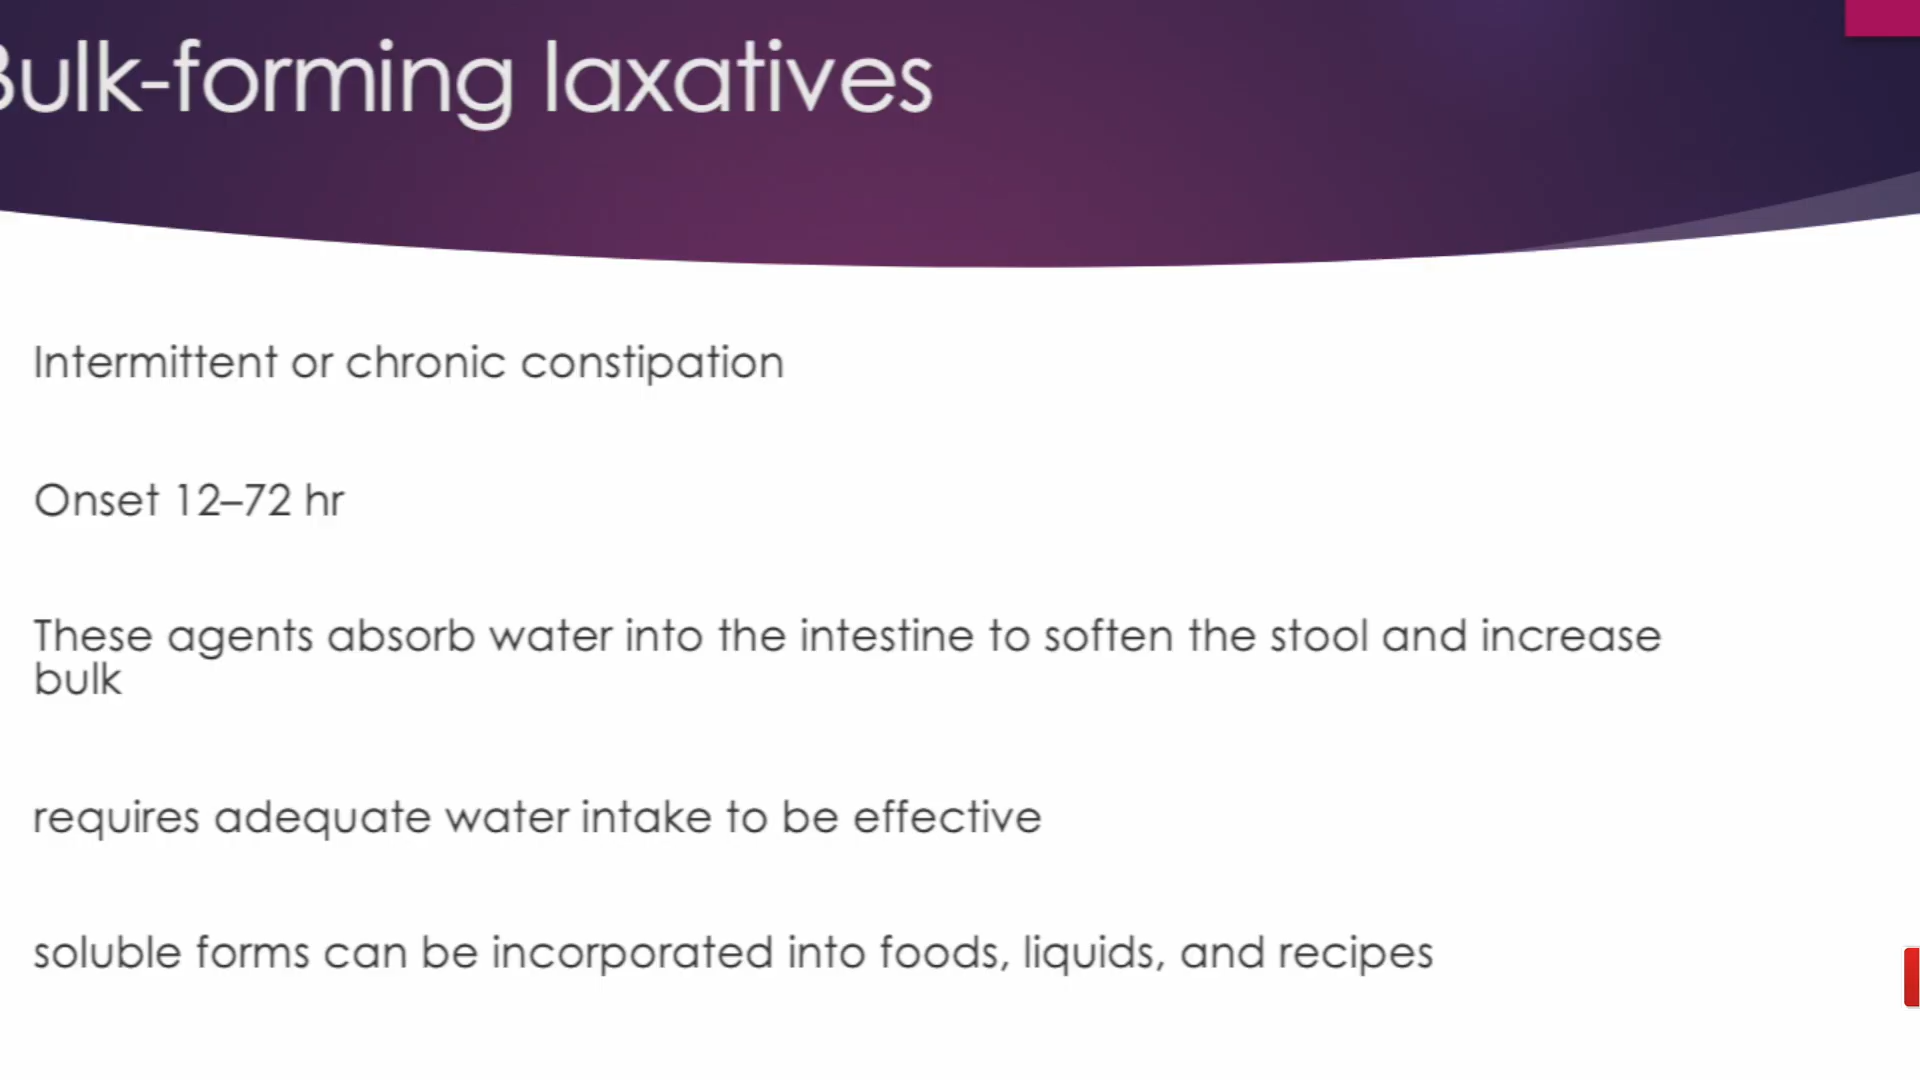 Bulk-forming laxatives
Intermittent or chronic constipation
Onset 12–72 hr
These agents absorb water into the intestine to soften the stool and increase
bulk
requires adequate water intake to be effective
soluble forms can be incorporated into foods, liquids, and recipes